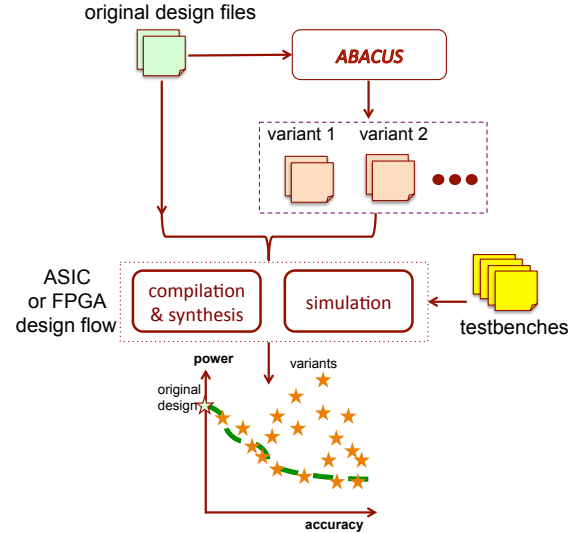 original design files
ABACUS
variant 1
variant 2
ASIC
or FPGA
design flow
compilation
& synthesis
simulation
testbenches
power
variants
original
design
accuracy